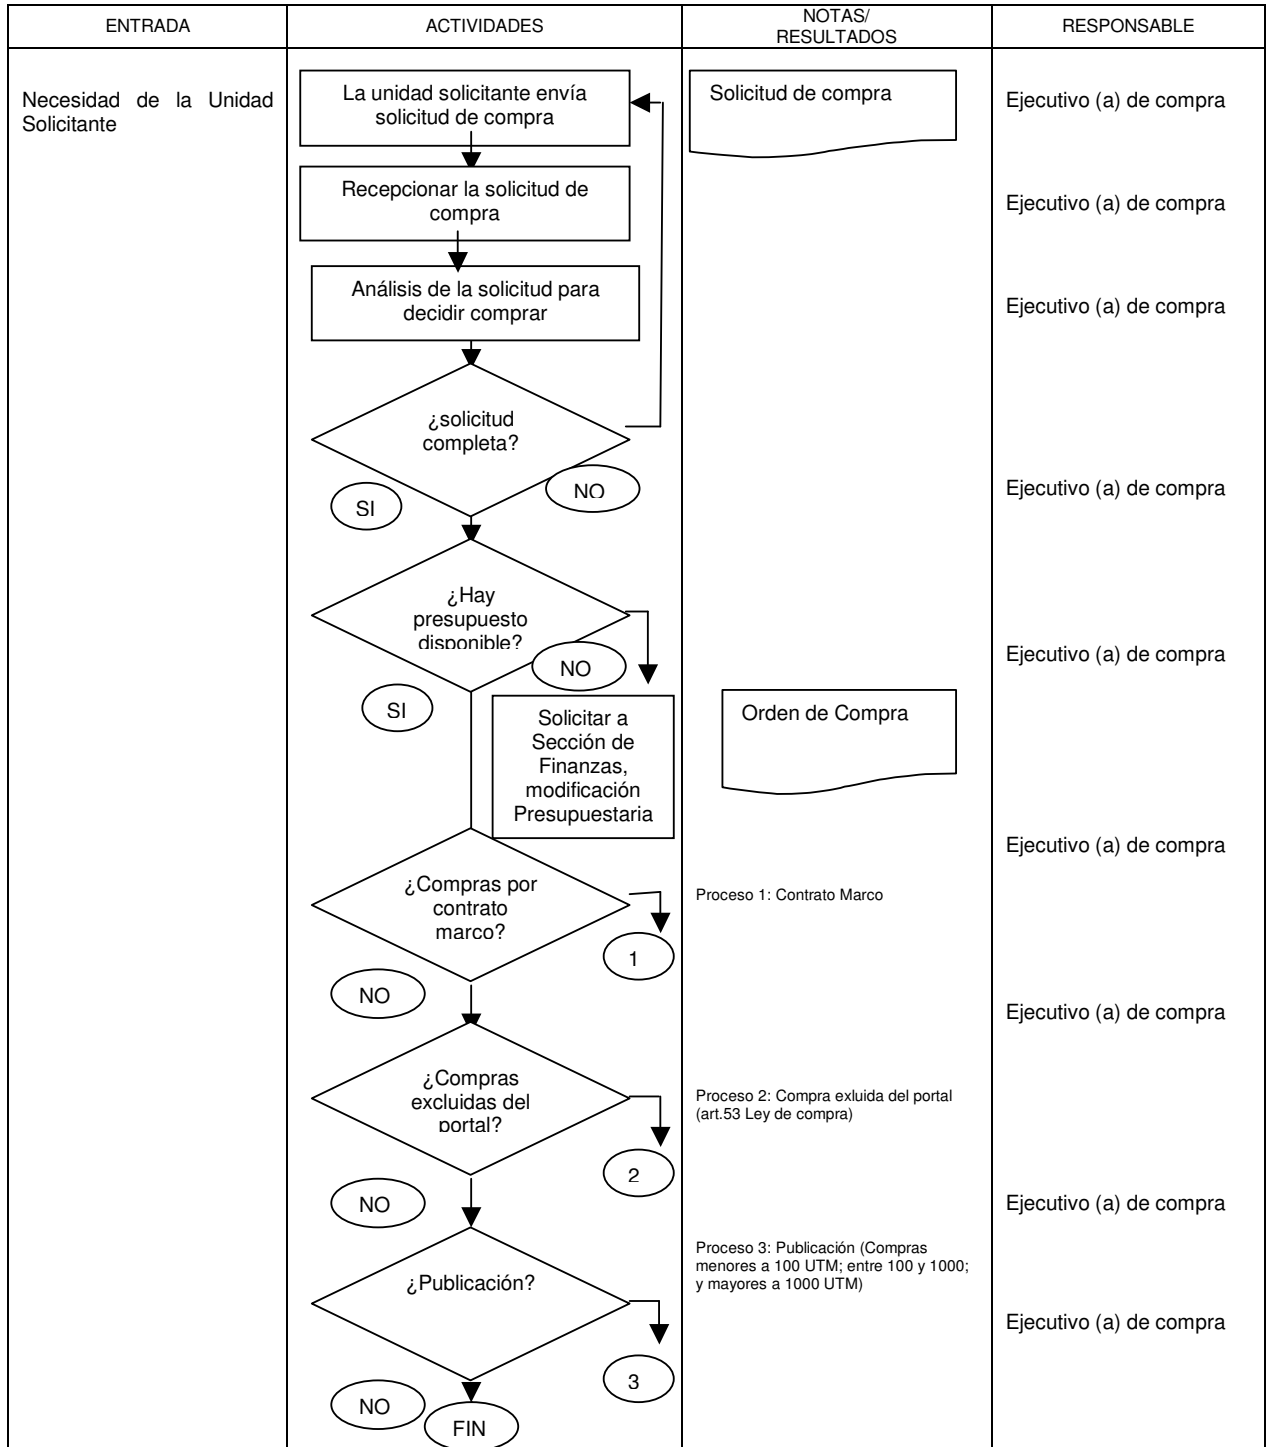 ENTRADA
ACTIVIDADES
NOTAS/
RESULTADOS
RESPONSABLE
Necesidad de la Unidad
Solicitante
La unidad solicitante envía
solicitud de compra
Solicitud de compra
Ejecutivo (a) de compra
Recepcionar la solicitud de
compra
Ejecutivo (a) de compra
Análisis de la solicitud para
decidir comprar
Ejecutivo (a) de compra
¿solicitud
completa?
SI
NO
Ejecutivo (a) de compra
¿Hay
presupuesto
disponible?
NO
SI
Ejecutivo (a) de compra
Solicitar a
Sección de
Finanzas,
modificación
Presupuestaria
Orden de Compra
Ejecutivo (a) de compra
¿Compras por
contrato
marco?
1
NO
Proceso 1: Contrato Marco
Ejecutivo (a) de compra
¿Compras
excluidas del
portal?
2
NO
Proceso 2: Compra exluida del portal
(art.53 Ley de compra)
Ejecutivo (a) de compra
¿Publicación?
3
NO
FIN
Proceso 3: Publicación (Compras
menores a 100 UTM; entre 100 y 1000;
y mayores a 1000 UTM)
Ejecutivo (a) de compra